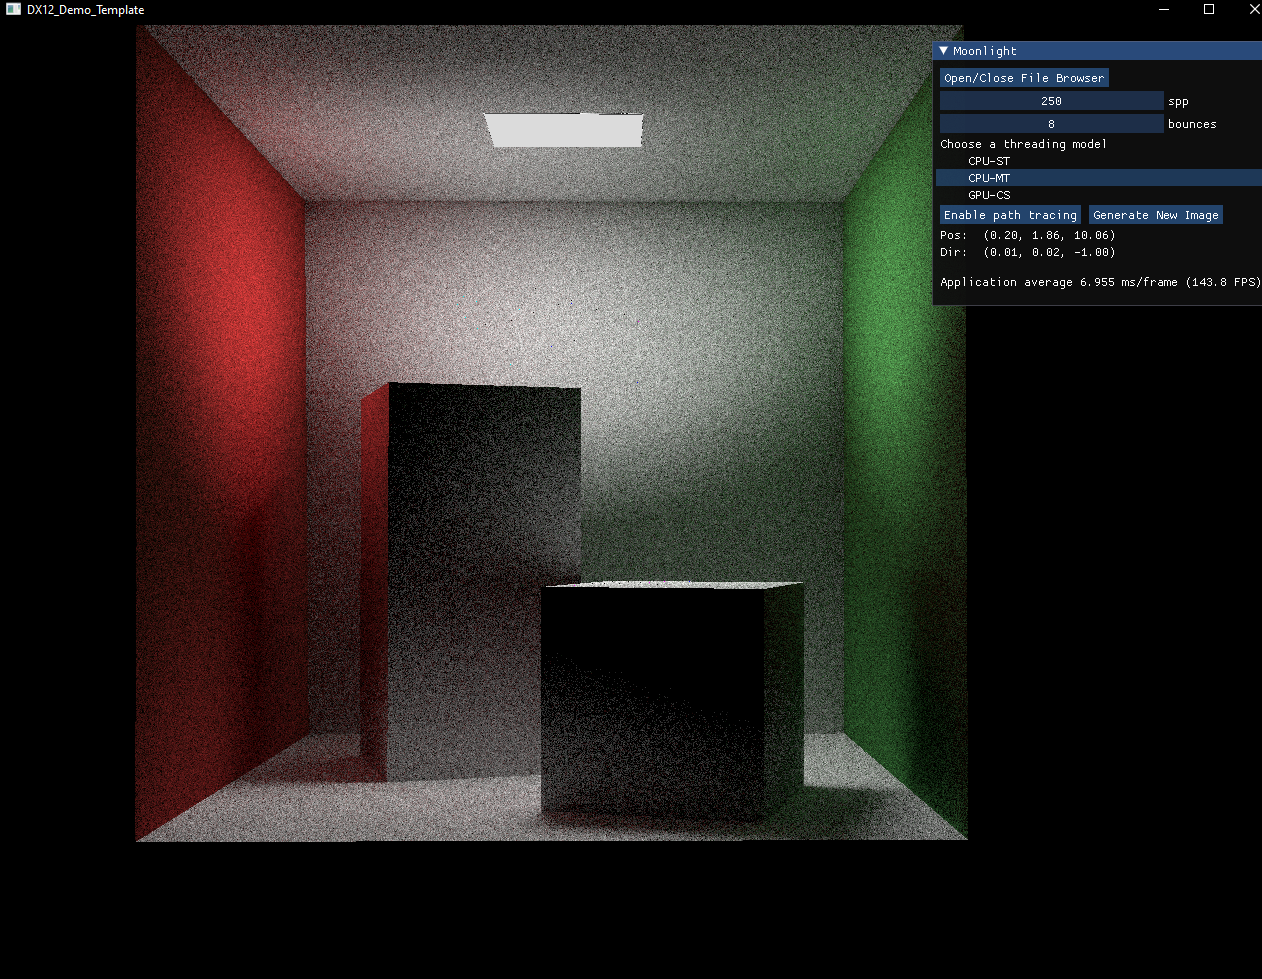 DX12_Demo_Template
Moonlight
Open/Close File Browser
250 spp
8 bounces
Choose a threading model
CPU-ST
CPU-MT
GPU-CS
Enable path tracing Generate New Image
Pos: (0.20, 1.86, 10.06)
Dir: (0.01, 0.02, -1.00)
Application average 6.955 ms/frame (143.8 FPS)